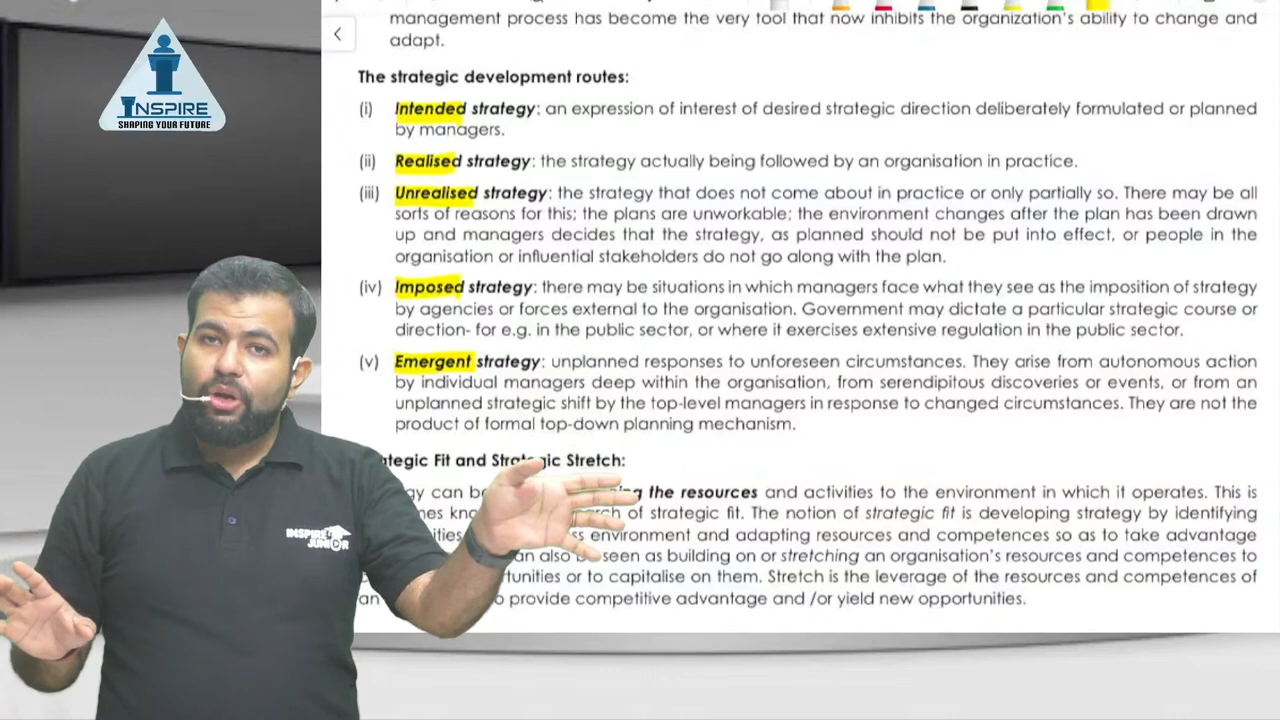 management process has become the very tool that now inhibits the organization's ability to change and
adapt.
INSPIRE
SHAPING YOUR FUTURE
The strategic development routes:
(i) Intended strategy: an expression of interest of desired strategic direction deliberately formulated or planned
by managers.
(ii) Realised strategy: the strategy actually being followed by an organisation in practice.
(iii) Unrealised strategy: the strategy that does not come about in practice or only partially so. There may be all
sorts of reasons for this; the plans are unworkable; the environment changes after the plan has been drawn
up and managers decides that the strategy, as planned should not be put into effect, or people in the
organisation or influential stakeholders do not go along with the plan.
(iv) Imposed strategy: there may be situations in which managers face what they see as the imposition of strategy
by agencies or forces external to the organisation. Government may dictate a particular strategic course or
direction- for e.g. in the public sector, or where it exercises extensive regulation in the public sector.
(v) Emergent strategy: unplanned responses to unforeseen circumstances. They arise from autonomous action
by individual managers deep within the organisation, from serendipitous discoveries or events, or from an
unplanned strategic shift by the top-level managers in response to changed circumstances. They are not the
product of formal top-down planning mechanism.
Fit and Stretch:
can the resources and activities to the environment in which it operates. This is
of strategic fit. The notion of strategic fit is developing strategy by identifying
environment and adapting resources and competences so as to take advantage
also be seen as building on or stretching an organisation's resources and competences to
or to capitalise on them. Stretch is the leverage of the resources and competences of
an provide competitive advantage and /or yield new opportunities.
INSPIRE
JUNIOR